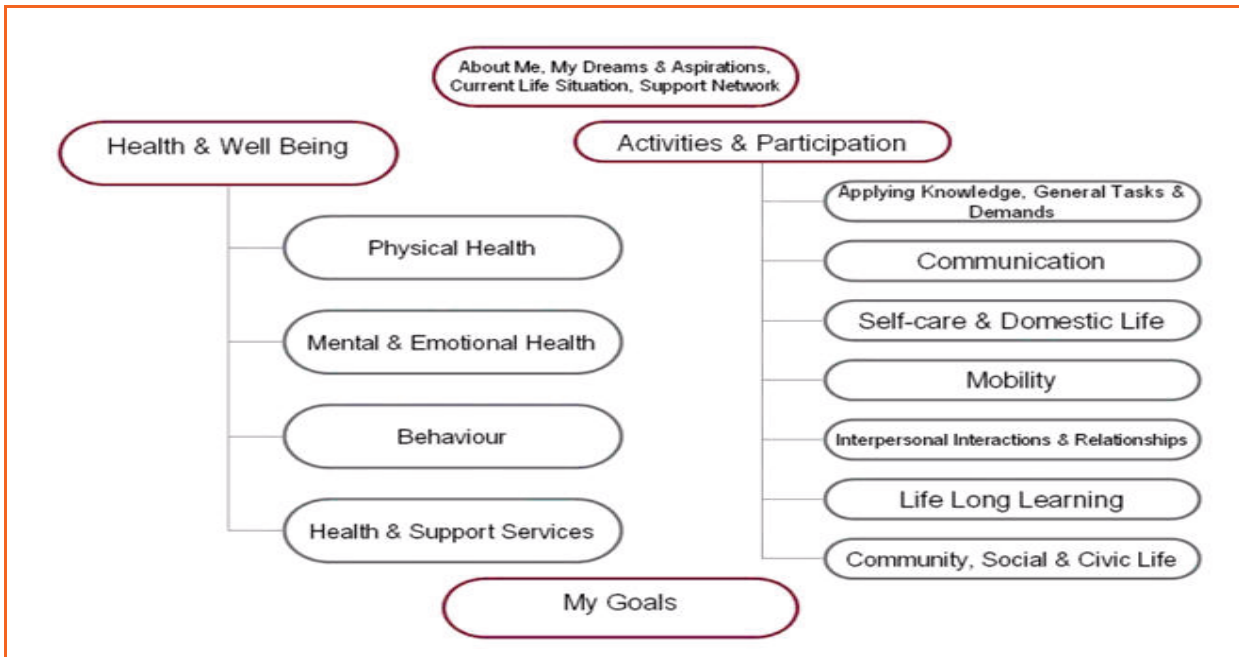 About Me, My Dreams & Aspirations,
Current Life Situation, Support Network
Health & Well Being
Physical Health
Mental & Emotional Health
Behaviour
Health & Support Services
Activities & Participation
Applying Knowledge, General Tasks &
Demands
Communication
Self-care & Domestic Life
Mobility
Interpersonal Interactions & Relationships
Life Long Learning
Community, Social & Civic Life
My Goals